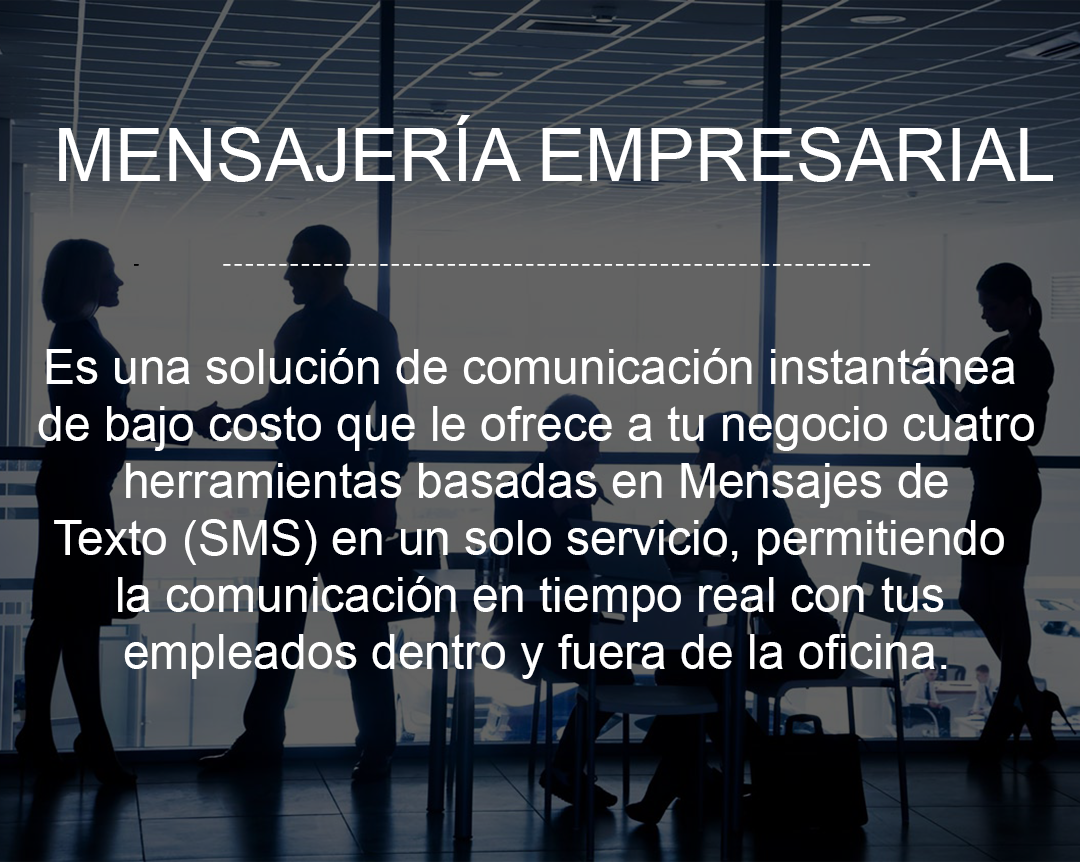 MENSAJERÍA EMPRESARIAL
Es una solución de comunicación instantánea
de bajo costo que le ofrece a tu negocio cuatro
herramientas basadas en Mensajes de
Texto (SMS) en un solo servicio, permitiendo
la comunicación en tiempo real con tus
empleados dentro y fuera de la oficina.